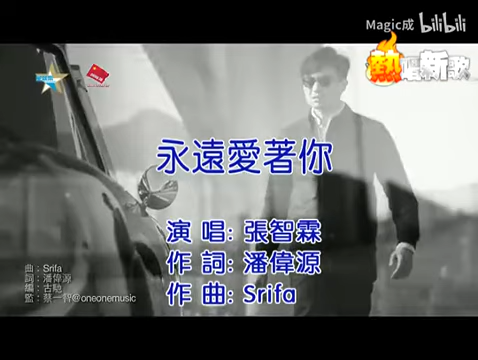 Magic成 bilibili
熱唱新歌
永遠愛著你
演 唱: 張智霖
作 詞: 潘偉源
作 曲: Srifa
曲：Srifa
詞：潘偉源
編：古馳
監：蔡一智@oneonemusic